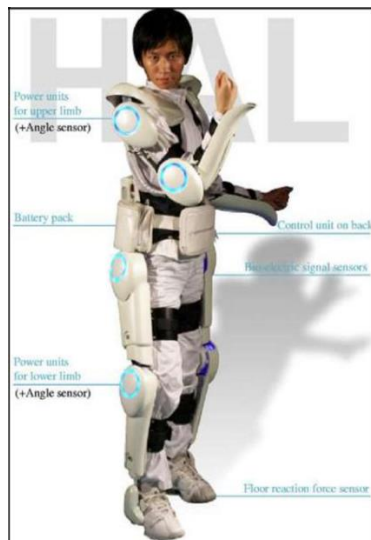 HAL
Power units
for upper limb
(+Angle sensor)
Battery pack
Control unit on back
Bio-electric signal sensors
Power units
for lower limb
(+Angle sensor)
Floor reaction force sensor